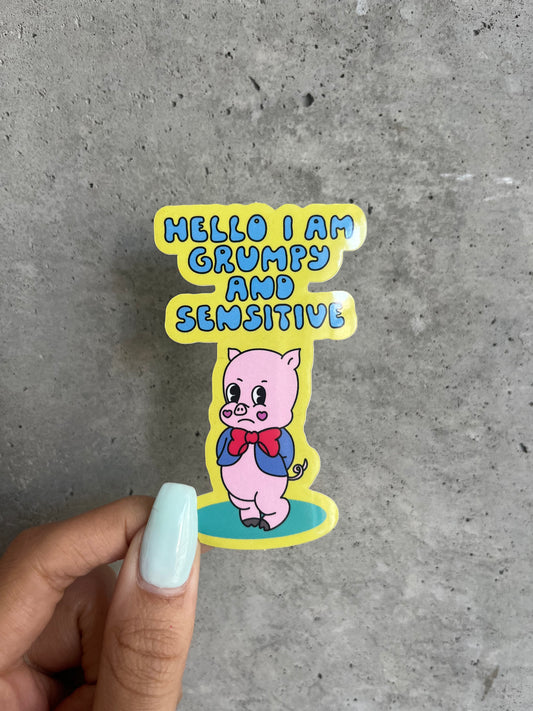 HELLO I AM
GRUMPY
AND
SENSITIVE